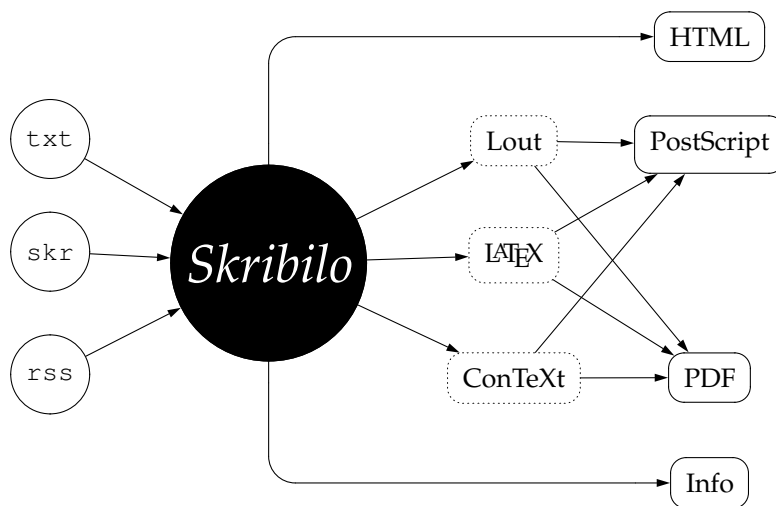 HTML
txt
Lout
PostScript
skr
Skribilo
LATEX
rss
ConTeXt
PDF
Info